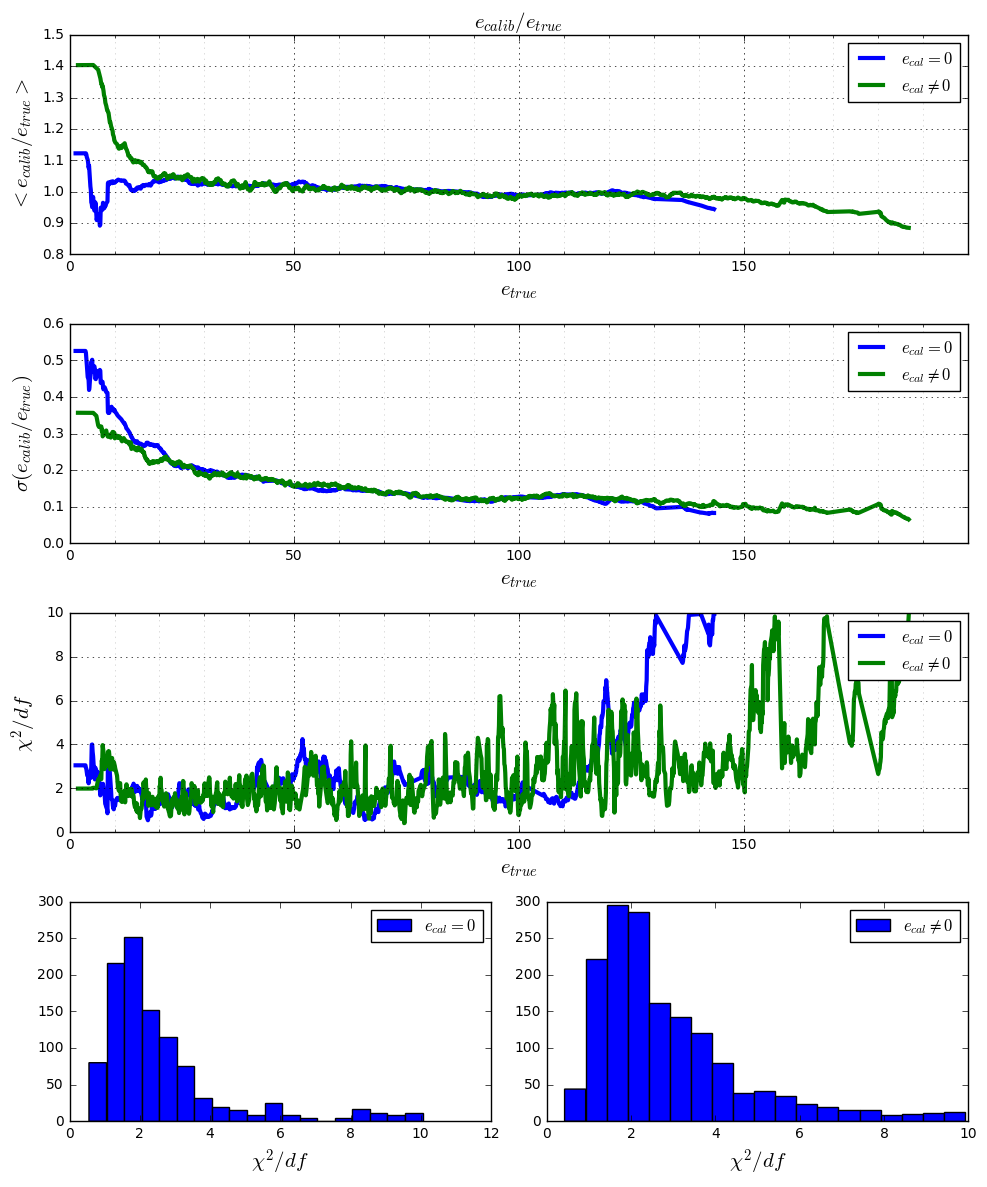 e_calib/e_true
1.5
1.4
1.3
1.2
1.1
1.0
0.9
0.8
< e_calib/e_true >
e_cal = 0
e_cal ≠ 0
0 50 100 150
e_true
0.6
0.5
0.4
0.3
0.2
0.1
0.0
σ(e_calib/e_true)
e_cal = 0
e_cal ≠ 0
0 50 100 150
e_true
10
8
6
4
2
0
χ²/df
e_cal = 0
e_cal ≠ 0
0 50 100 150
e_true
300
250
200
150
100
50
0
e_cal = 0
0 2 4 6 8 10 12
χ²/df
300
250
200
150
100
50
0
e_cal ≠ 0
0 2 4 6 8 10
χ²/df